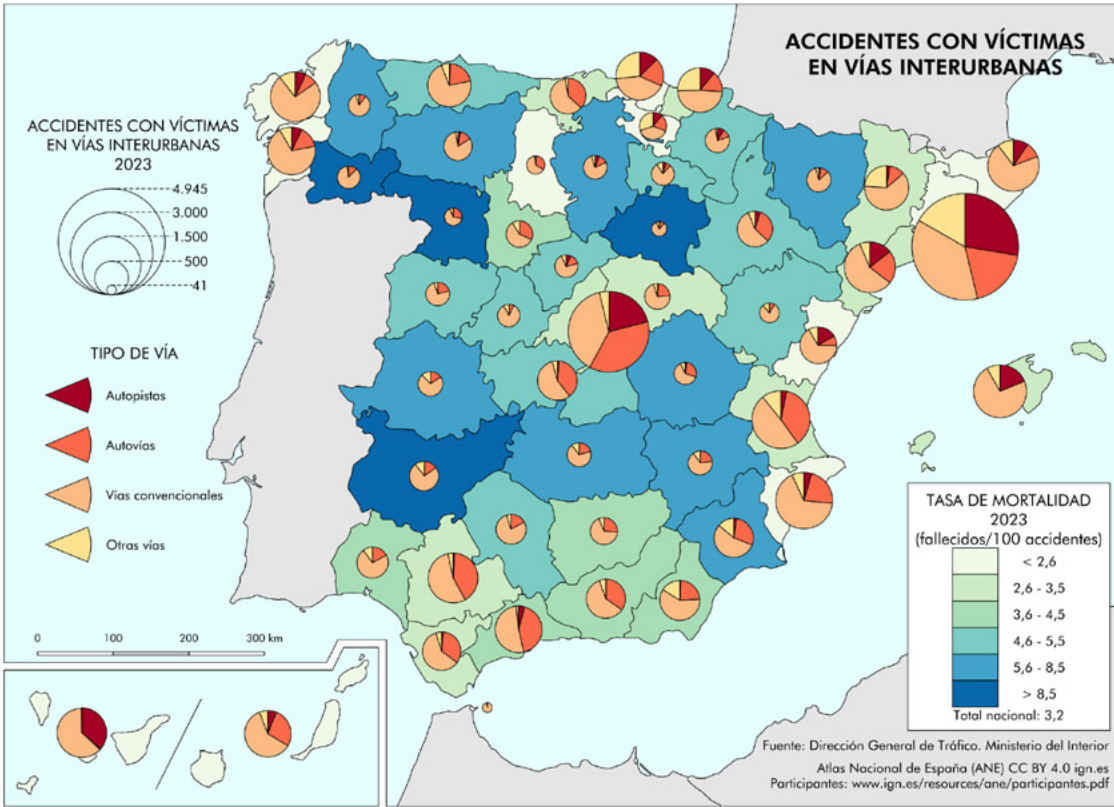 ACCIDENTES CON VÍCTIMAS
EN VÍAS INTERURBANAS
ACCIDENTES CON VÍCTIMAS
EN VÍAS INTERURBANAS
2023
4.945
3.000
1.500
500
41
TIPO DE VÍA
Autopistas
Autovías
Vías convencionales
Otras vías
0 100 200 300 km
TASA DE MORTALIDAD
2023
(fallecidos/100 accidentes)
< 2,6
2,6 - 3,5
3,6 - 4,5
4,6 - 5,5
5,6 - 8,5
> 8,5
Total nacional: 3,2
Fuente: Dirección General de Tráfico. Ministerio del Interior
Atlas Nacional de España (ANE) CC BY 4.0 ign.es
Participantes: www.ign.es/resources/ane/participantes.pdf